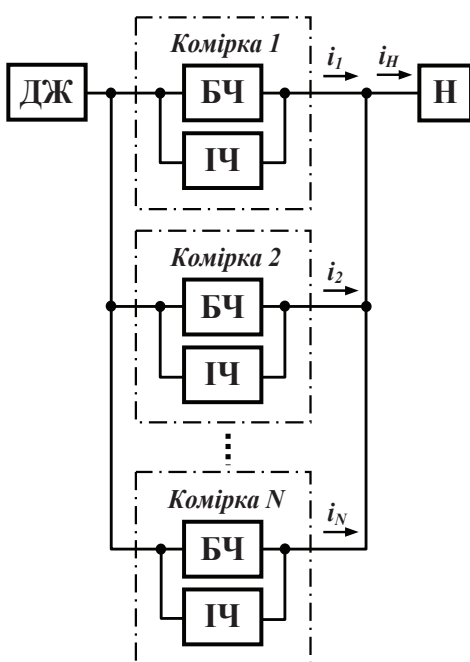 Комірка 1
ДЖ
БЧ
ІЧ
i1
iН
Н
Комірка 2
БЧ
ІЧ
i2
Комірка N
БЧ
ІЧ
iN